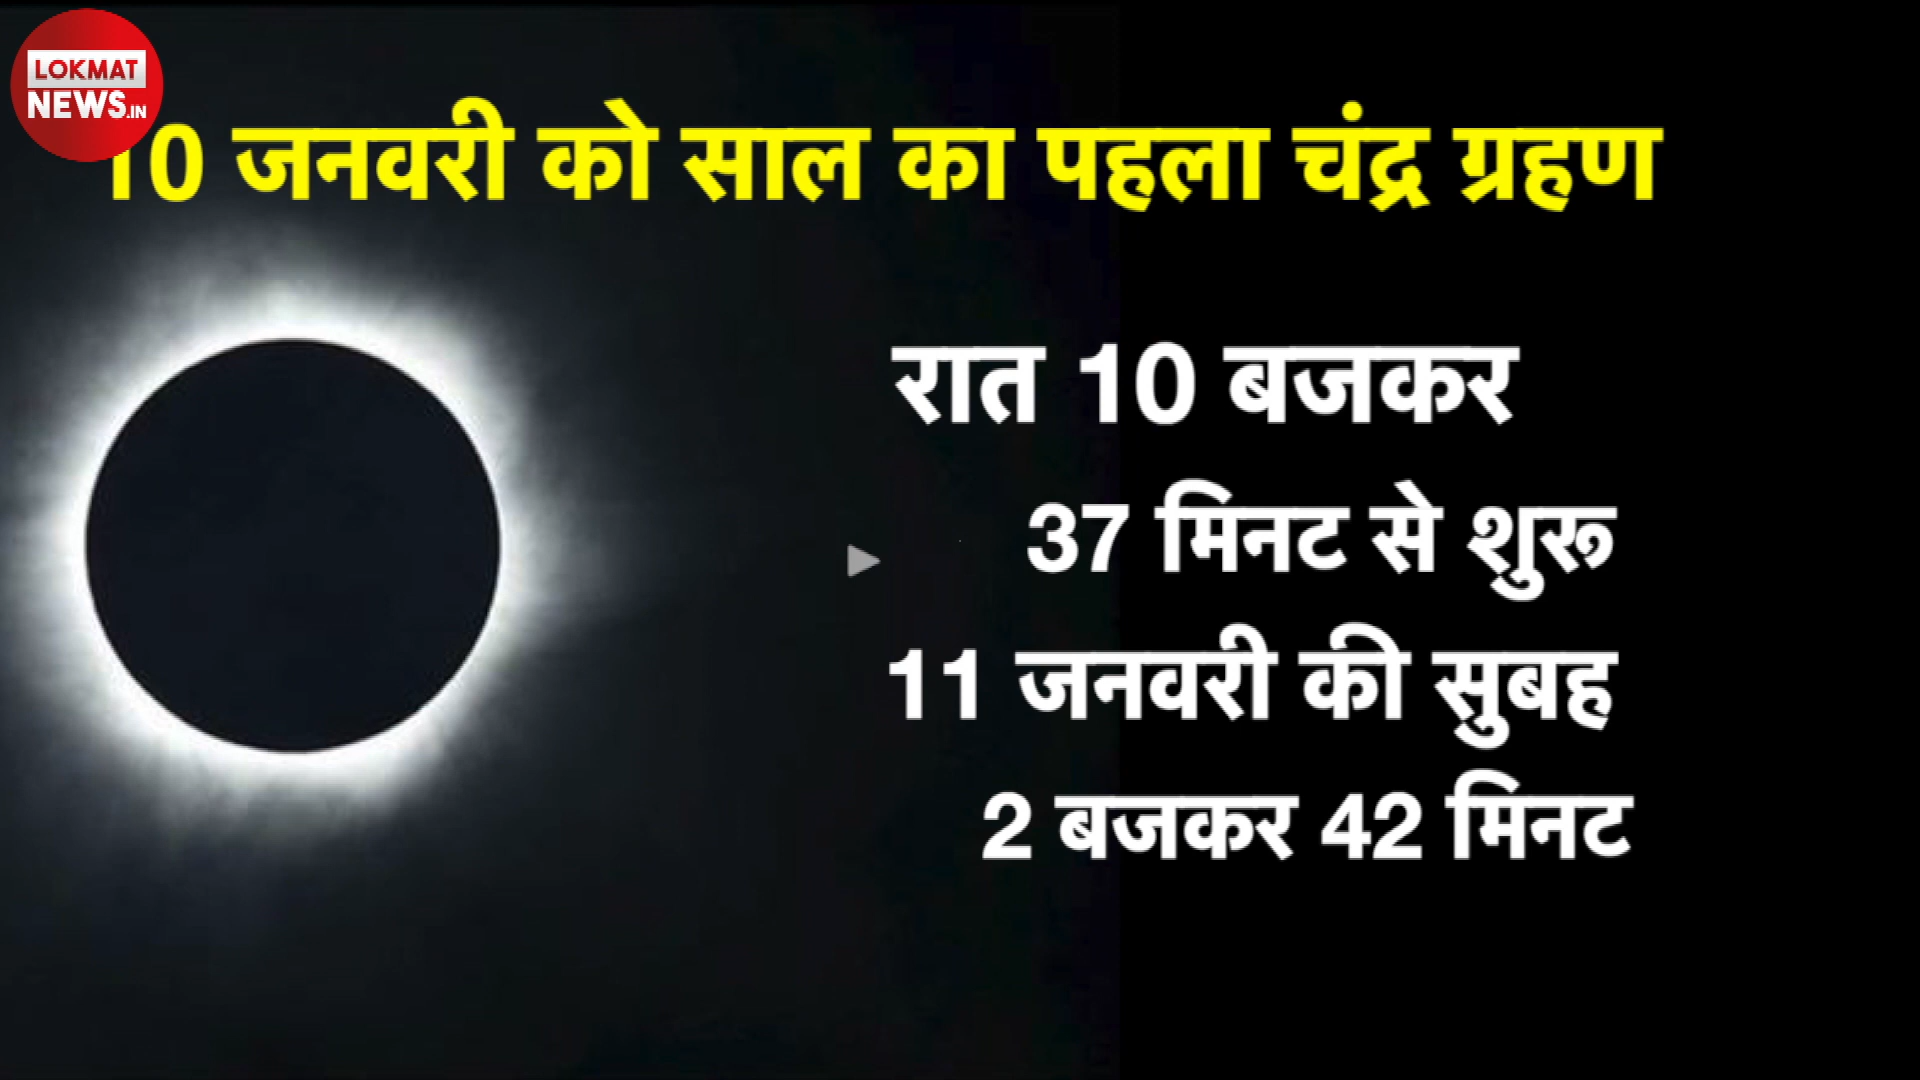 LOKMAT
NEWS.IN
10 जनवरी को साल का पहला चंद्र ग्रहण
रात 10 बजकर
37 मिनट से शुरू
11 जनवरी की सुबह
2 बजकर 42 मिनट